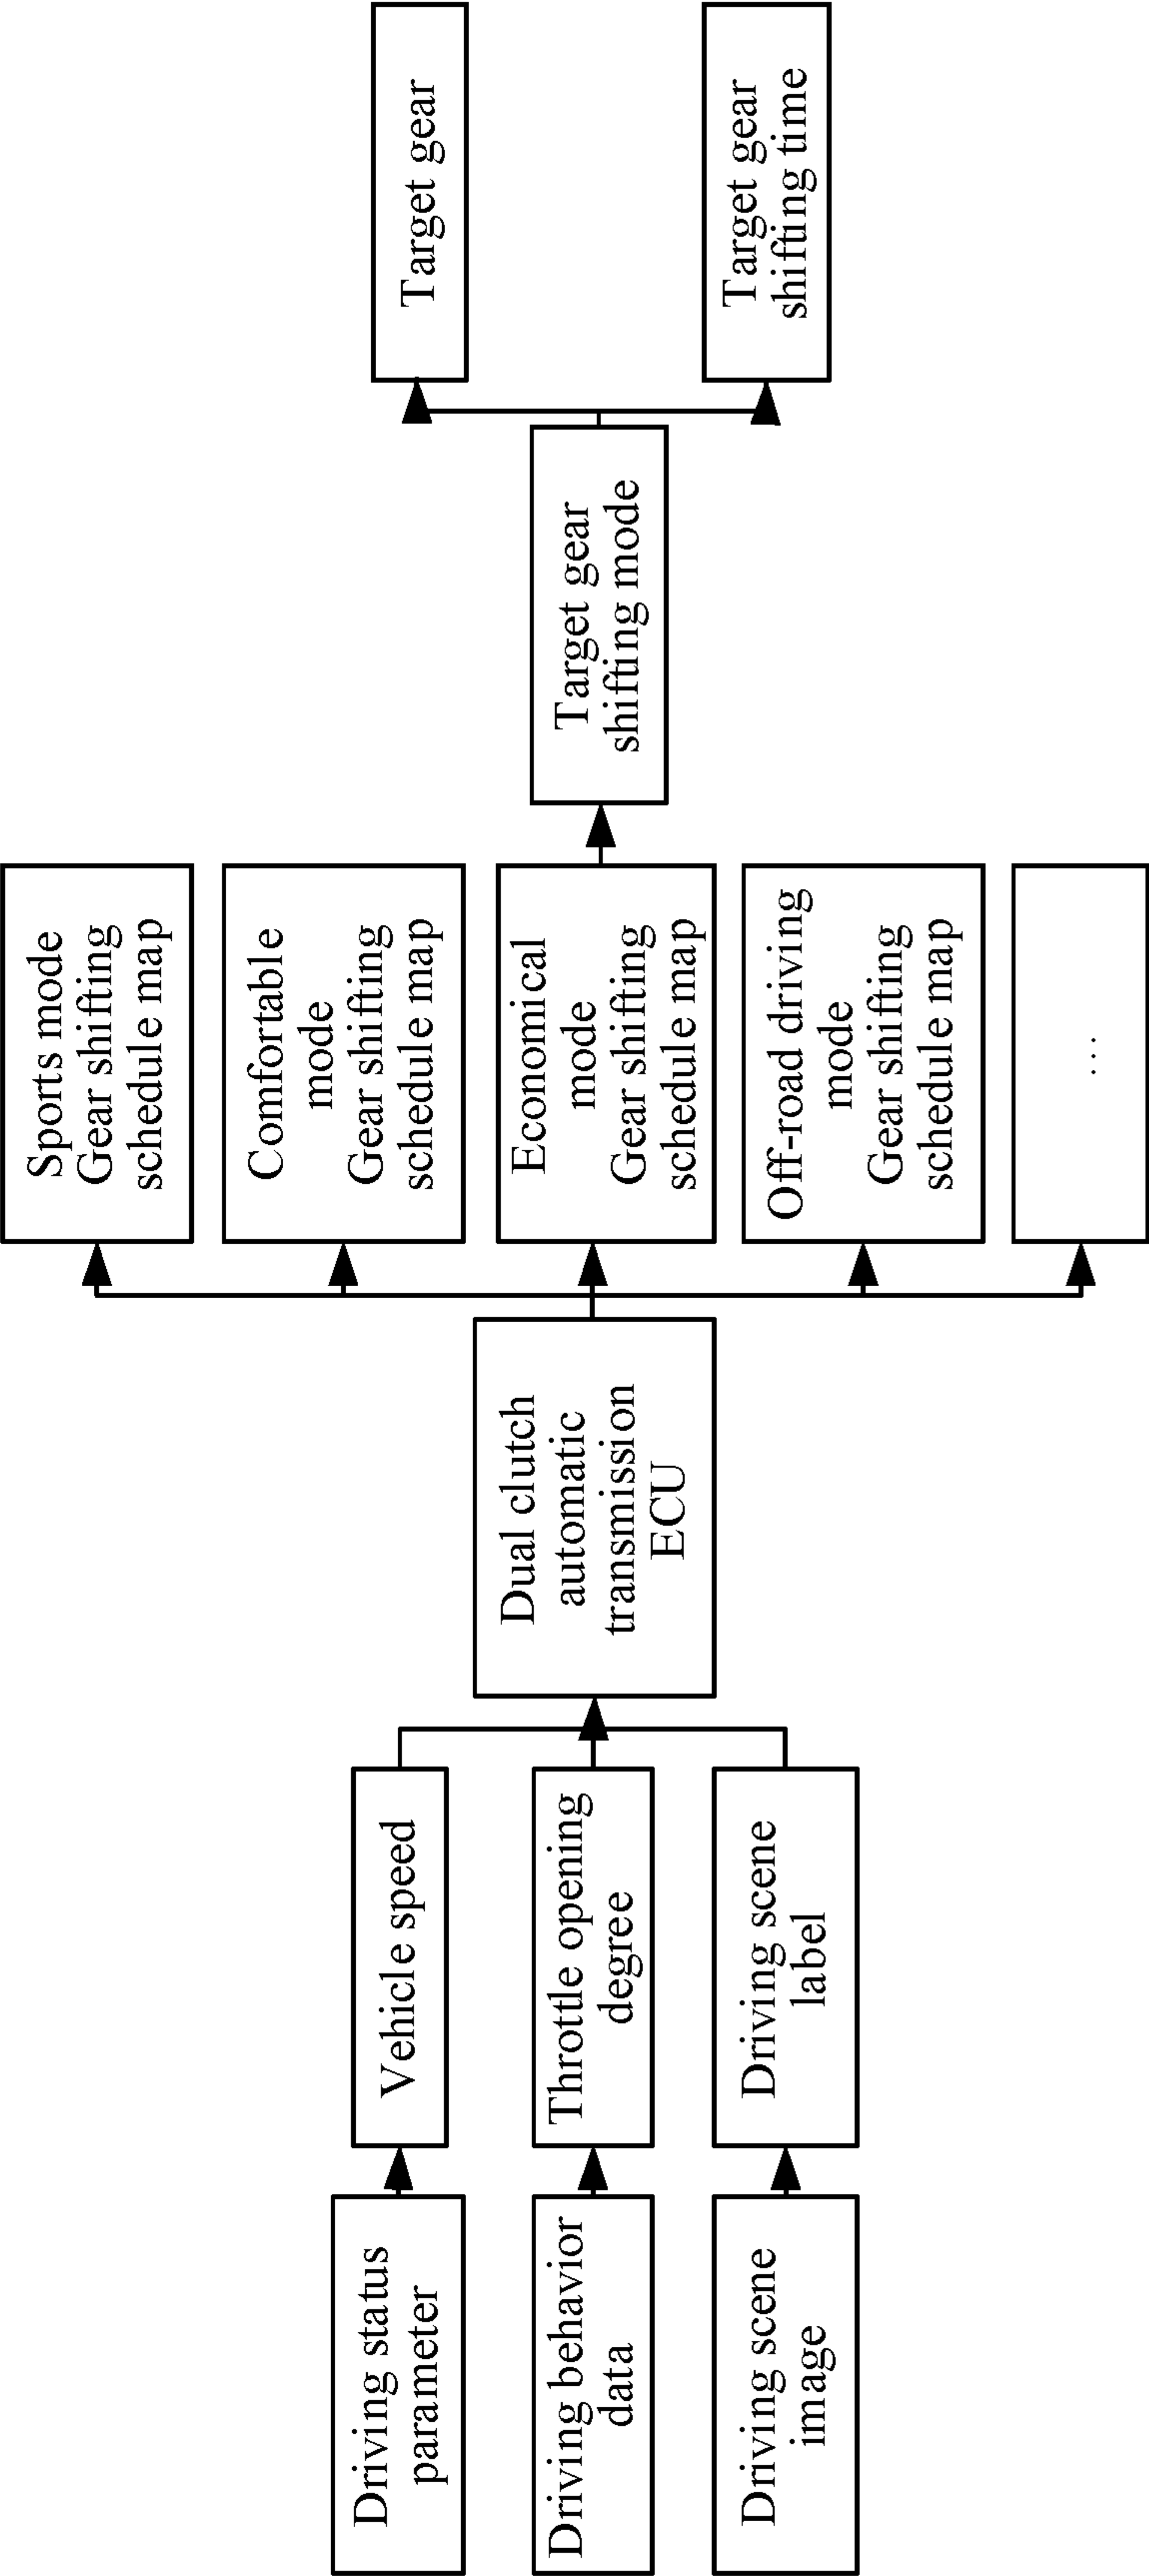 Driving status
parameter
Driving behavior
data
Driving scene
image
Vehicle speed
Throttle opening
degree
Driving scene
label
Dual clutch
automatic
transmission
ECU
Sports mode
Gear shifting
schedule map
Comfortable
mode
Gear shifting
schedule map
Economical
mode
Gear shifting
schedule map
Off-road driving
mode
Gear shifting
schedule map
...
Target gear
shifting mode
Target gear
Target gear
shifting time